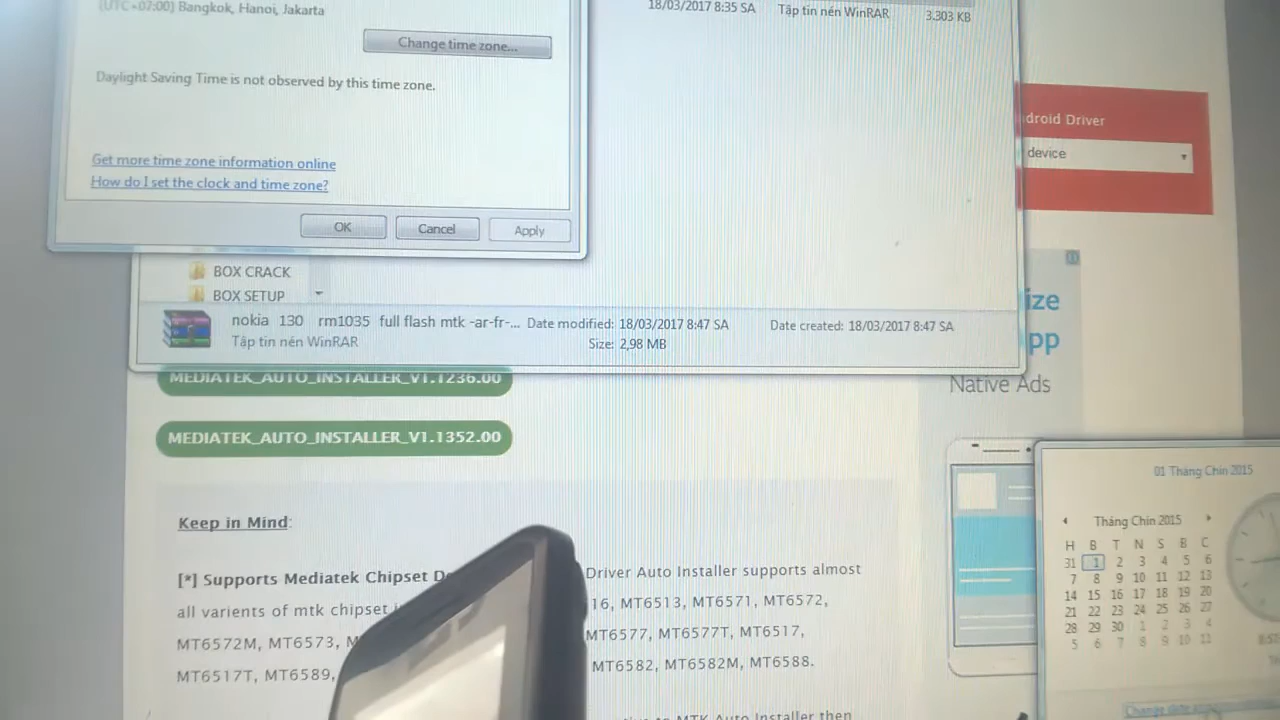 (UTC+07:00) Bangkok, Hanoi, Jakarta
Change time zone...
Daylight Saving Time is not observed by this time zone.
Get more time zone information online
How do I set the clock and time zone?
OK
Cancel
Apply
18/03/2017 8:35 SA
Tập tin nén WinRAR
3.303 KB
droid Driver
device
BOX CRACK
BOX SETUP
nokia 130 rm1035 full flash mtk -ar-fr-...
Date modified: 18/03/2017 8:47 SA
Date created: 18/03/2017 8:47 SA
Tập tin nén WinRAR
Size: 2,98 MB
ize
pp
Native Ads
MEDIATEK_AUTO_INSTALLER_V1.1236.00
MEDIATEK_AUTO_INSTALLER_V1.1352.00
Keep in Mind:
[*] Supports Mediatek Chipset D Driver Auto Installer supports almost
all varients of mtk chipset 16, MT6513, MT6571, MT6572,
MT6572M, MT6573, M MT6577, MT6577T, MT6517,
MT6517T, MT6589, MT6582, MT6582M, MT6588.
MTK Auto Installer then
01 Tháng Chín 2015
Tháng Chín 2015
H B T N S B C
31 1 2 3 4 5 6
7 8 9 10 11 12 13
14 15 16 17 18 19 20
21 22 23 24 25 26 27
28 29 30 1 2 3 4
5 6 7 8 9 10 11
Change date